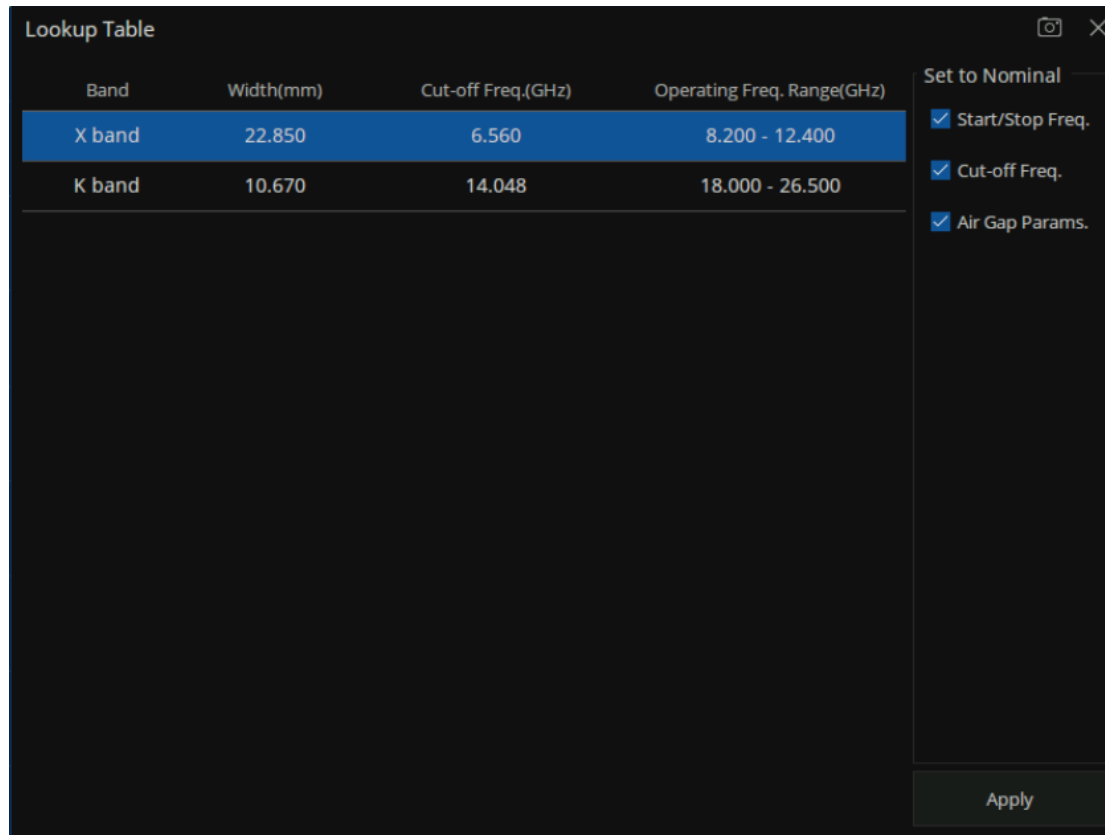 Lookup Table
Band Width(mm) Cut-off Freq.(GHz) Operating Freq. Range(GHz)
X band 22.850 6.560 8.200 - 12.400
K band 10.670 14.048 18.000 - 26.500
Set to Nominal
Start/Stop Freq.
Cut-off Freq.
Air Gap Params.
Apply